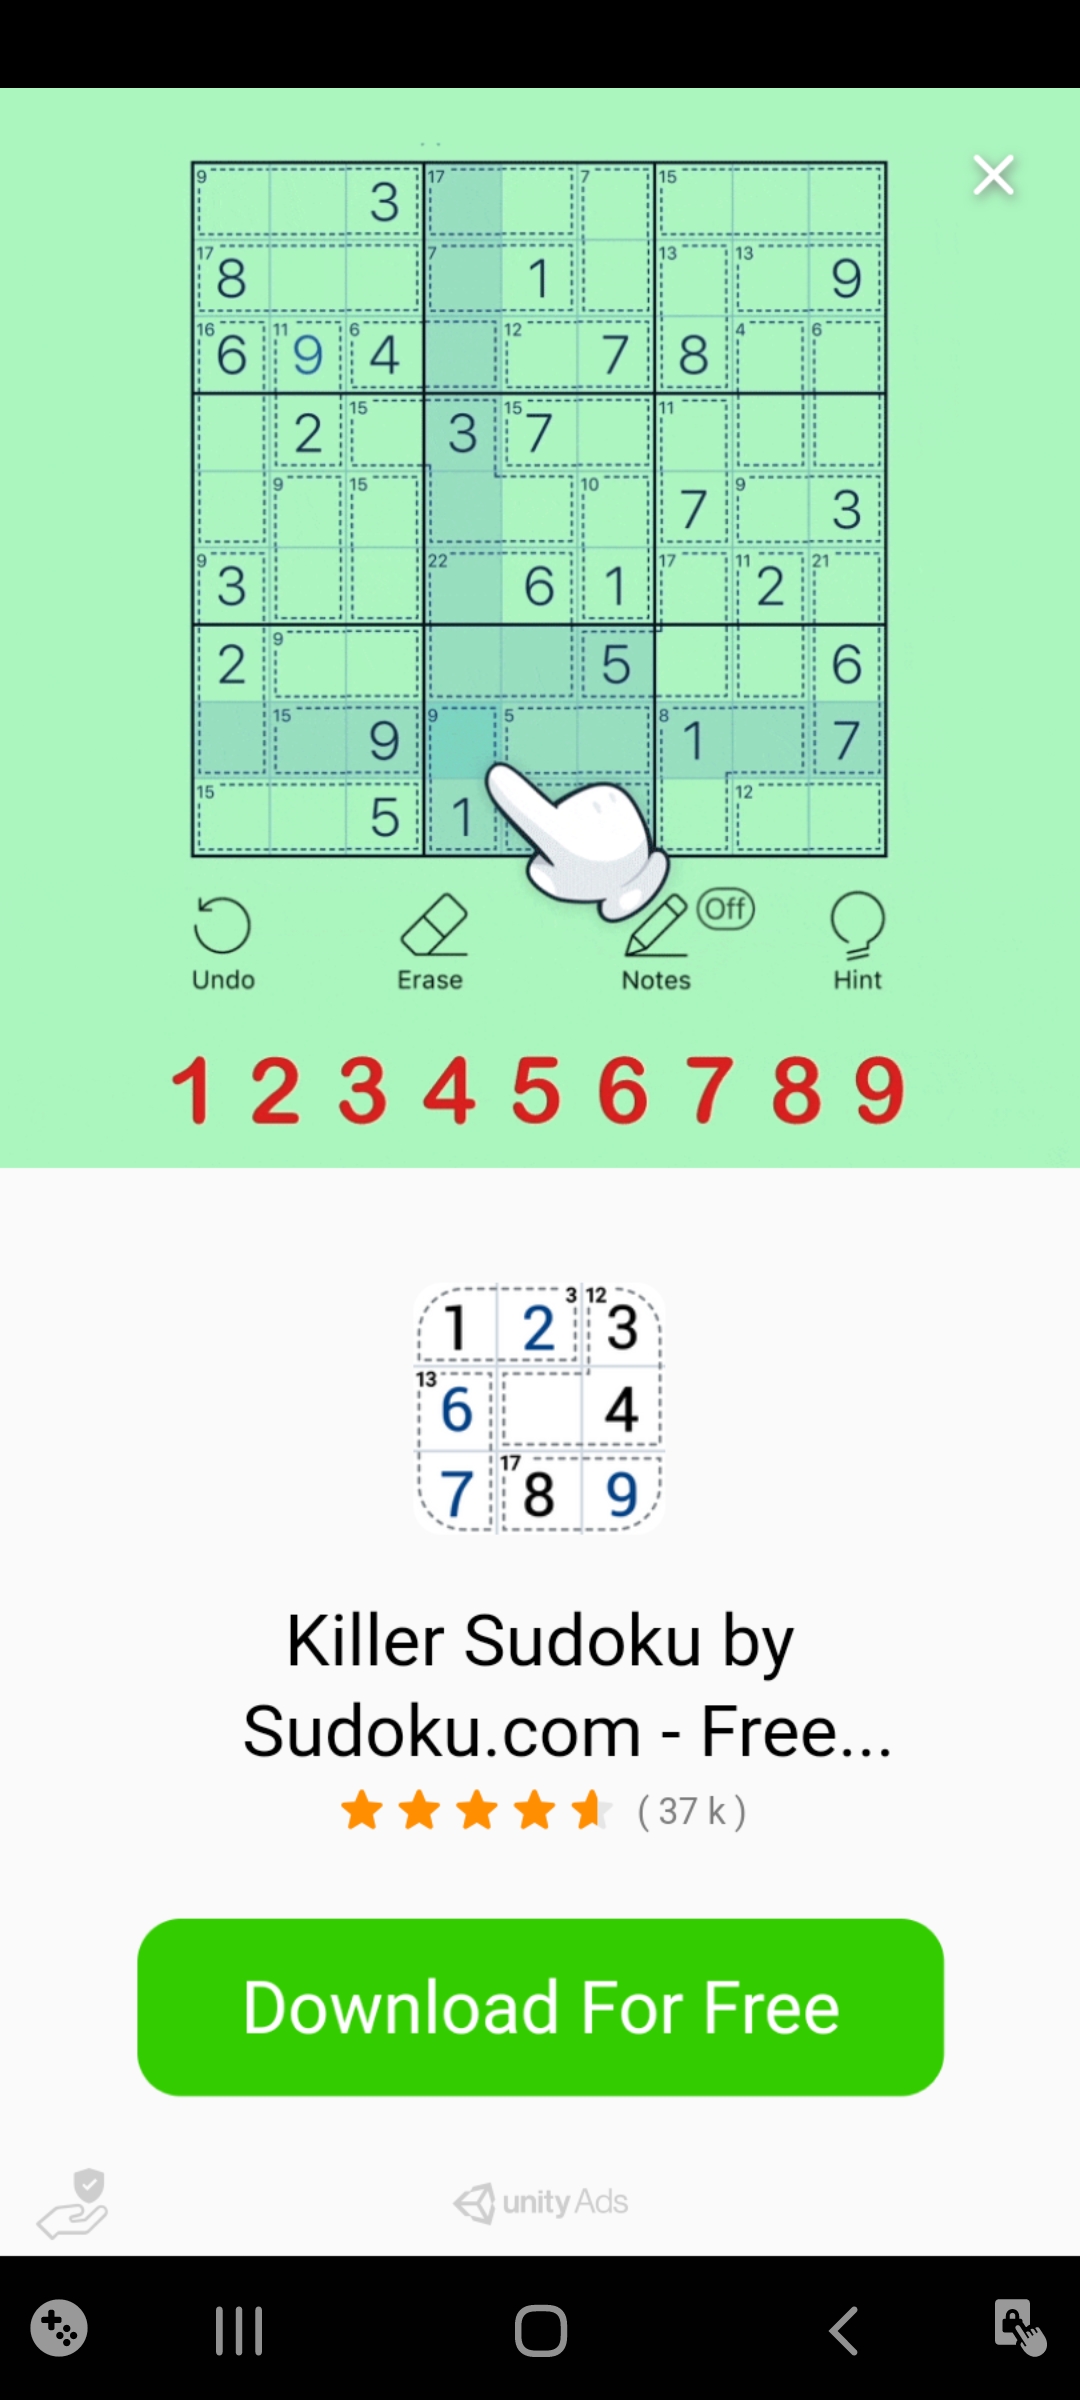 9 3 17 7 15
17 8 7 1 13 13 9
16 6 11 9 6 4 12 7 8 4 6
2 15 3 15 7 11
9 15 10 7 9 3
9 3 22 6 1 17 11 2 21
2 9 5 6
15 9 9 5 8 1 7
15 5 1 12
Off
Undo Erase Notes Hint
1 2 3 4 5 6 7 8 9
1 2 3 12 3
13 6 4
7 17 8 9
Killer Sudoku by
Sudoku.com - Free...
( 37 k )
Download For Free
unity Ads